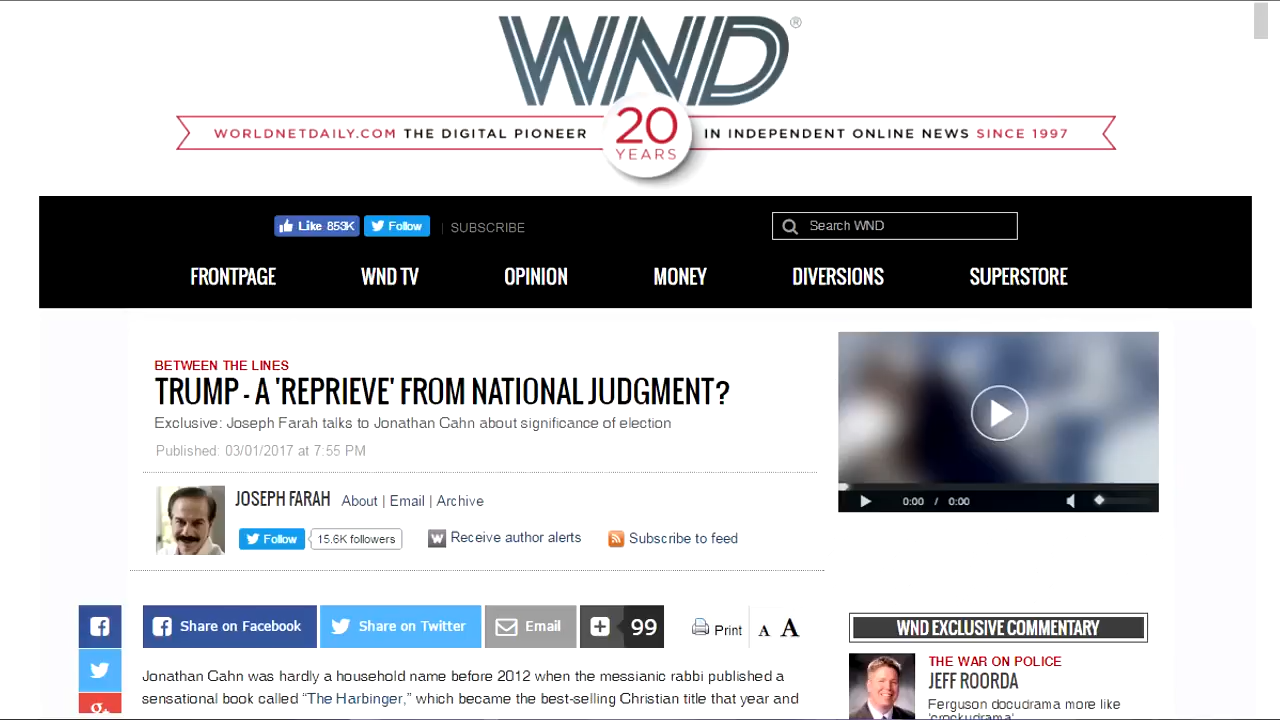 WND®
WORLDNETDAILY.COM THE DIGITAL PIONEER 20 YEARS IN INDEPENDENT ONLINE NEWS SINCE 1997
Like 853K Follow | SUBSCRIBE Search WND
FRONTPAGE WND TV OPINION MONEY DIVERSIONS SUPERSTORE
BETWEEN THE LINES
TRUMP - A 'REPRIEVE' FROM NATIONAL JUDGMENT?
Exclusive: Joseph Farah talks to Jonathan Cahn about significance of election
Published: 03/01/2017 at 7:55 PM
0:00 / 0:00
JOSEPH FARAH About | Email | Archive
Follow 15.6K followers W Receive author alerts Subscribe to feed
Share on Facebook Share on Twitter Email 99 Print A A
Jonathan Cahn was hardly a household name before 2012 when the messianic rabbi published a
sensational book called “The Harbinger,” which became the best-selling Christian title that year and
g+
WND EXCLUSIVE COMMENTARY
THE WAR ON POLICE
JEFF ROORDA
Ferguson docudrama more like
'crockudrama'